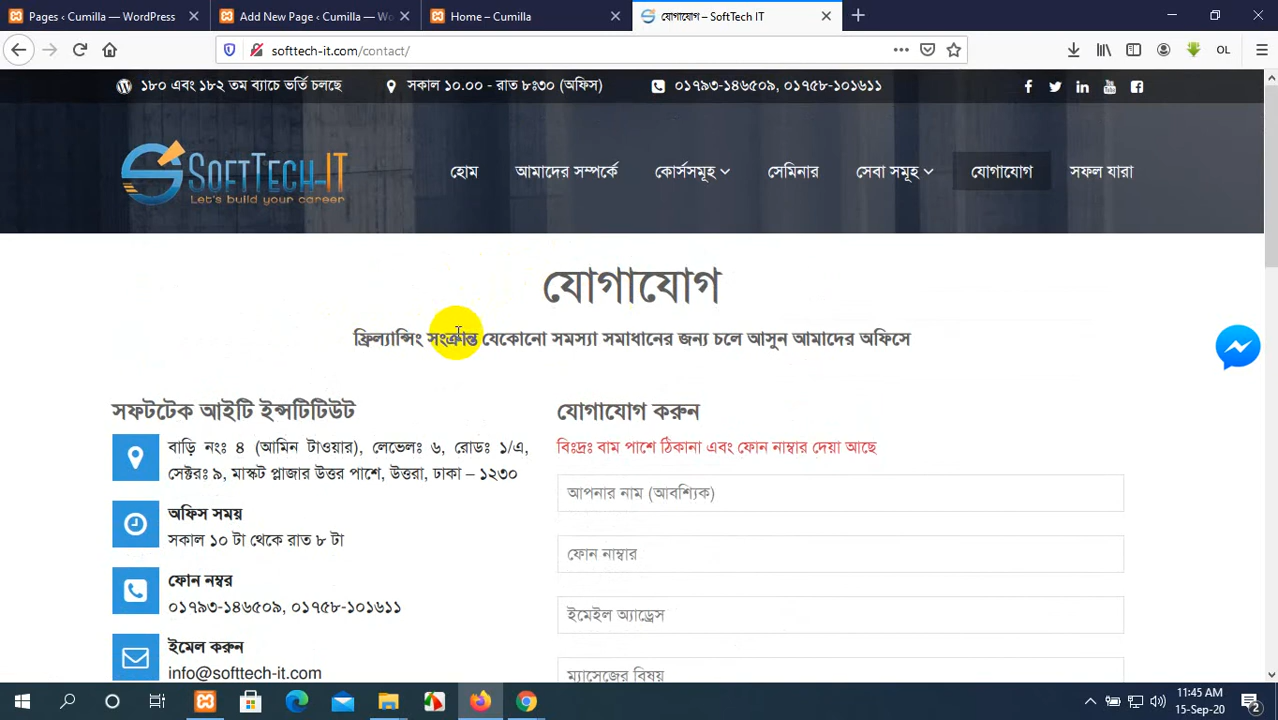 Pages ‹ Cumilla — WordPress
Add New Page ‹ Cumilla — Wo
Home – Cumilla
যোগাযোগ – SoftTech IT
softtech-it.com/contact/
OL
১৮০ এবং ১৮২ তম ব্যাচে ভর্তি চলছে
সকাল ১০.০০ - রাত ৮ঃ৩০ (অফিস)
০১৭৯৩-১৪৬৫০৯, ০১৭৫৮-১০১৬১১
SOFTTECH-IT
Let's build your career
হোম
আমাদের সম্পর্কে
কোর্সসমূহ
সেমিনার
সেবা সমূহ
যোগাযোগ
সফল যারা
যোগাযোগ
ফ্রিল্যান্সিং সংক্রান্ত যেকোনো সমস্যা সমাধানের জন্য চলে আসুন আমাদের অফিসে
সফটটেক আইটি ইন্সটিটিউট
বাড়ি নংঃ ৪ (আমিন টাওয়ার), লেভেলঃ ৬, রোডঃ ১/এ,
সেক্টরঃ ৯, মাস্কট প্লাজার উত্তর পাশে, উত্তরা, ঢাকা – ১২৩০
অফিস সময়
সকাল ১০ টা থেকে রাত ৮ টা
ফোন নম্বর
০১৭৯৩-১৪৬৫০৯, ০১৭৫৮-১০১৬১১
ইমেল করুন
info@softtech-it.com
যোগাযোগ করুন
বিঃদ্রঃ বাম পাশে ঠিকানা এবং ফোন নাম্বার দেয়া আছে
আপনার নাম (আবশ্যিক)
ফোন নাম্বার
ইমেইল অ্যাড্রেস
ম্যাসেজের বিষয়
11:45 AM
15-Sep-20
2